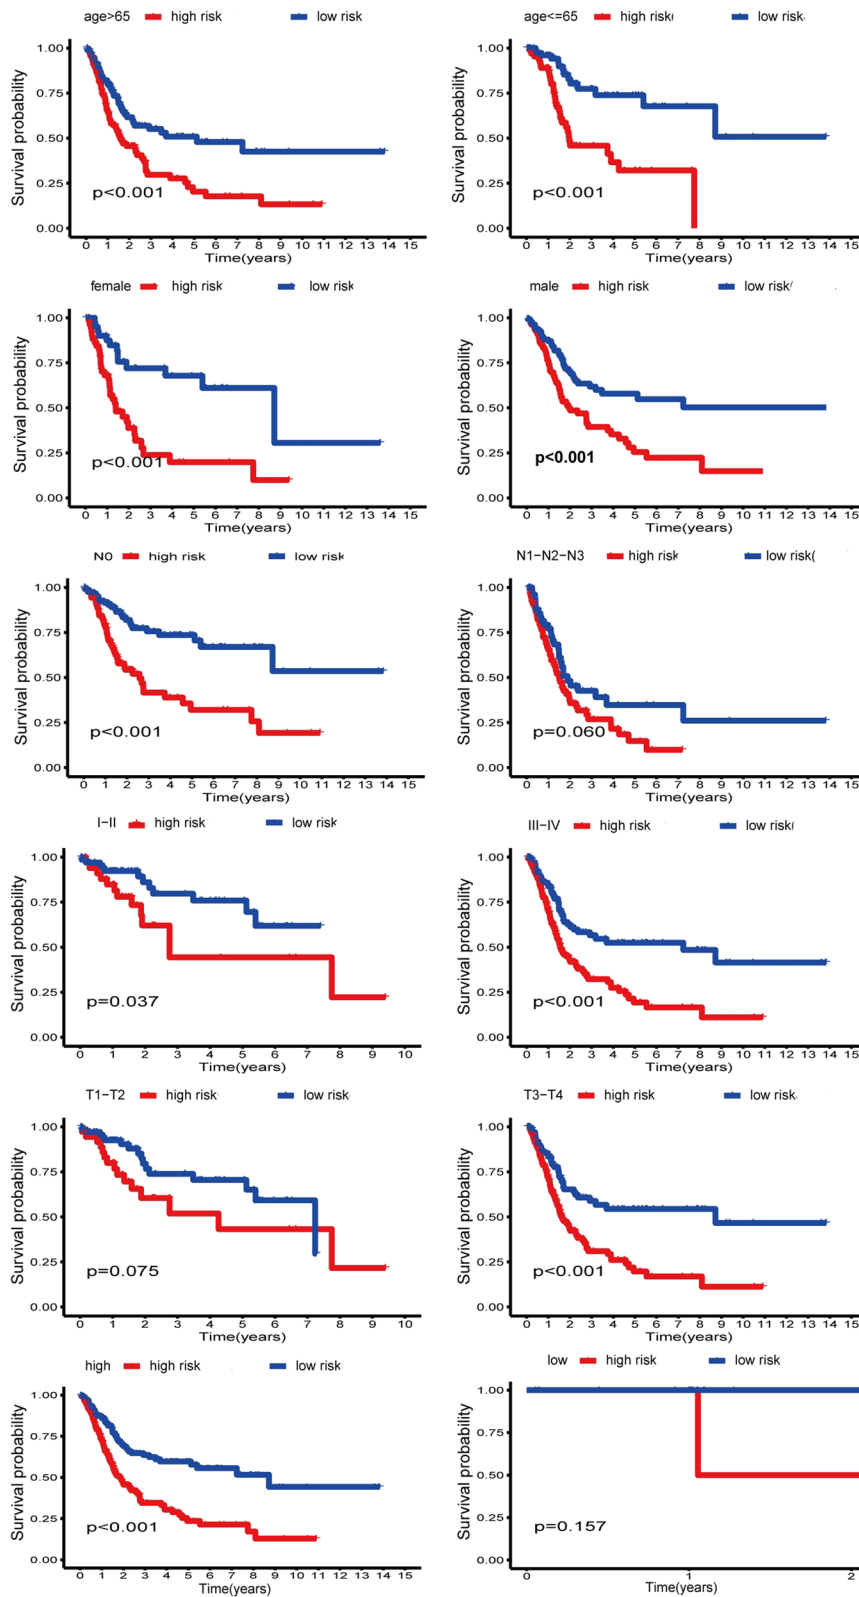 age>65 high risk low risk
Survival probability
1.00
0.75
0.50
0.25
0.00
p<0.001
0 1 2 3 4 5 6 7 8 9 10 11 12 13 14 15
Time(years)
age<=65 high risk( low risk
Survival probability
1.00
0.75
0.50
0.25
0.00
p<0.001
0 1 2 3 4 5 6 7 8 9 10 11 12 13 14 15
Time(years)
female high risk low risk
Survival probability
1.00
0.75
0.50
0.25
0.00
p<0.001
0 1 2 3 4 5 6 7 8 9 10 11 12 13 14 15
Time(years)
male high risk low risk
Survival probability
1.00
0.75
0.50
0.25
0.00
p<0.001
0 1 2 3 4 5 6 7 8 9 10 11 12 13 14 15
Time(years)
N0 high risk low risk
Survival probability
1.00
0.75
0.50
0.25
0.00
p<0.001
0 1 2 3 4 5 6 7 8 9 10 11 12 13 14 15
Time(years)
N1-N2-N3 high risk low risk(
Survival probability
1.00
0.75
0.50
0.25
0.00
p=0.060
0 1 2 3 4 5 6 7 8 9 10 11 12 13 14 15
Time(years)
I-II high risk low risk
Survival probability
1.00
0.75
0.50
0.25
0.00
p=0.037
0 1 2 3 4 5 6 7 8 9 10
Time(years)
III-IV high risk low risk(
Survival probability
1.00
0.75
0.50
0.25
0.00
p<0.001
0 1 2 3 4 5 6 7 8 9 10 11 12 13 14 15
Time(years)
T1-T2 high risk low risk
Survival probability
1.00
0.75
0.50
0.25
0.00
p=0.075
0 1 2 3 4 5 6 7 8 9 10
Time(years)
T3-T4 high risk low risk
Survival probability
1.00
0.75
0.50
0.25
0.00
p<0.001
0 1 2 3 4 5 6 7 8 9 10 11 12 13 14 15
Time(years)
high high risk low risk
Survival probability
1.00
0.75
0.50
0.25
0.00
p<0.001
0 1 2 3 4 5 6 7 8 9 10 11 12 13 14 15
Time(years)
low high risk low risk
Survival probability
1.00
0.75
0.50
0.25
0.00
p=0.157
1 2
Time(years)